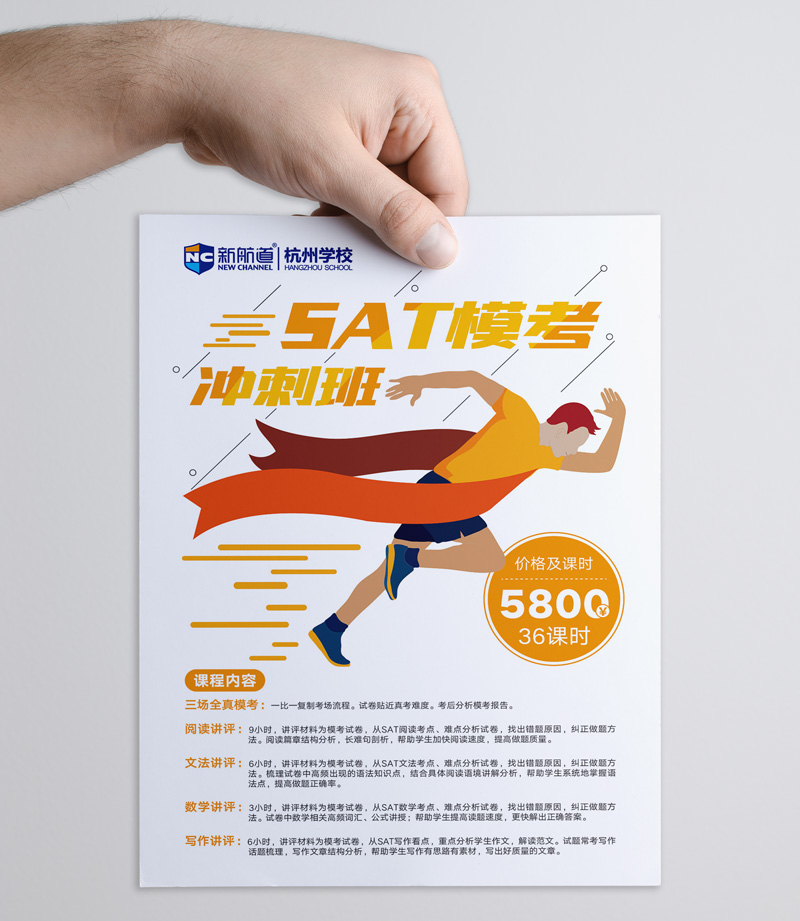 NC 新航道® 杭州学校
NEW CHANNEL HANGZHOU SCHOOL
SAT模考
冲刺班
价格及课时
5800¥
36课时
课程内容
三场全真模考：一比一复制考场流程。试卷贴近真考难度。考后分析模考报告。
阅读讲评：9小时，讲评材料为模考试卷，从SAT阅读考点、难点分析试卷，找出错题原因，纠正做题方
法。阅读篇章结构分析，长难句剖析，帮助学生加快阅读速度，提高做题质量。
文法讲评：6小时，讲评材料为模考试卷，从SAT文法考点、难点分析试卷，找出错题原因，纠正做题方
法。梳理试卷中高频出现的语法知识点，结合具体阅读语境讲解分析，帮助学生系统地掌握语
法点，提高做题正确率。
数学讲评：3小时，讲评材料为模考试卷，从SAT数学考点、难点分析试卷，找出错题原因，纠正做题方
法。试卷中数学相关高频词汇、公式讲授；帮助学生提高读题速度，更快解出正确答案。
写作讲评：6小时，讲评材料为模考试卷，从SAT写作看点，重点分析学生作文，解读范文。试题常考写作
话题梳理，写作文章结构分析，帮助学生写作有思路有素材，写出好质量的文章。